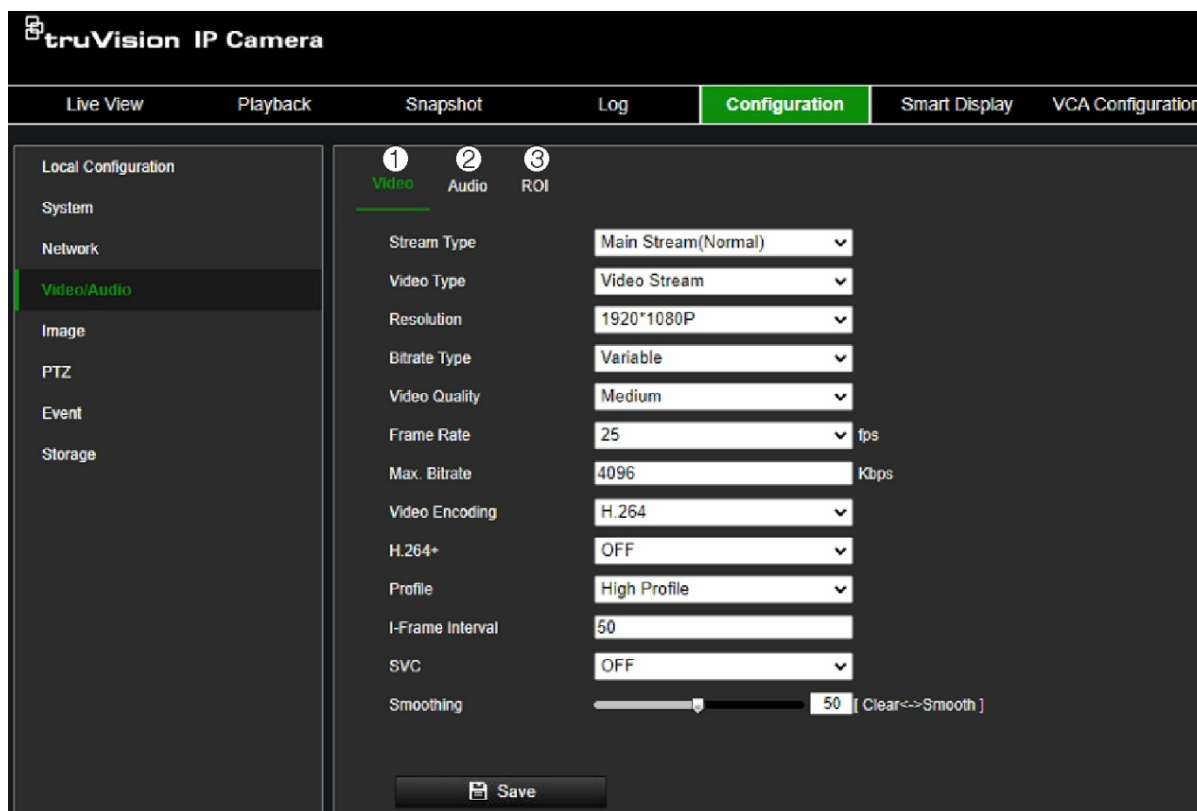 truVision IP Camera
Live View Playback Snapshot Log Configuration Smart Display VCA Configuration
Local Configuration
System
Network
Video/Audio
Image
PTZ
Event
Storage
① ② ③
Video Audio ROI
Stream Type Main Stream(Normal)
Video Type Video Stream
Resolution 1920*1080P
Bitrate Type Variable
Video Quality Medium
Frame Rate 25 fps
Max. Bitrate 4096 Kbps
Video Encoding H.264
H.264+ OFF
Profile High Profile
I-Frame Interval 50
SVC OFF
Smoothing 50 [ Clear<->Smooth ]
Save